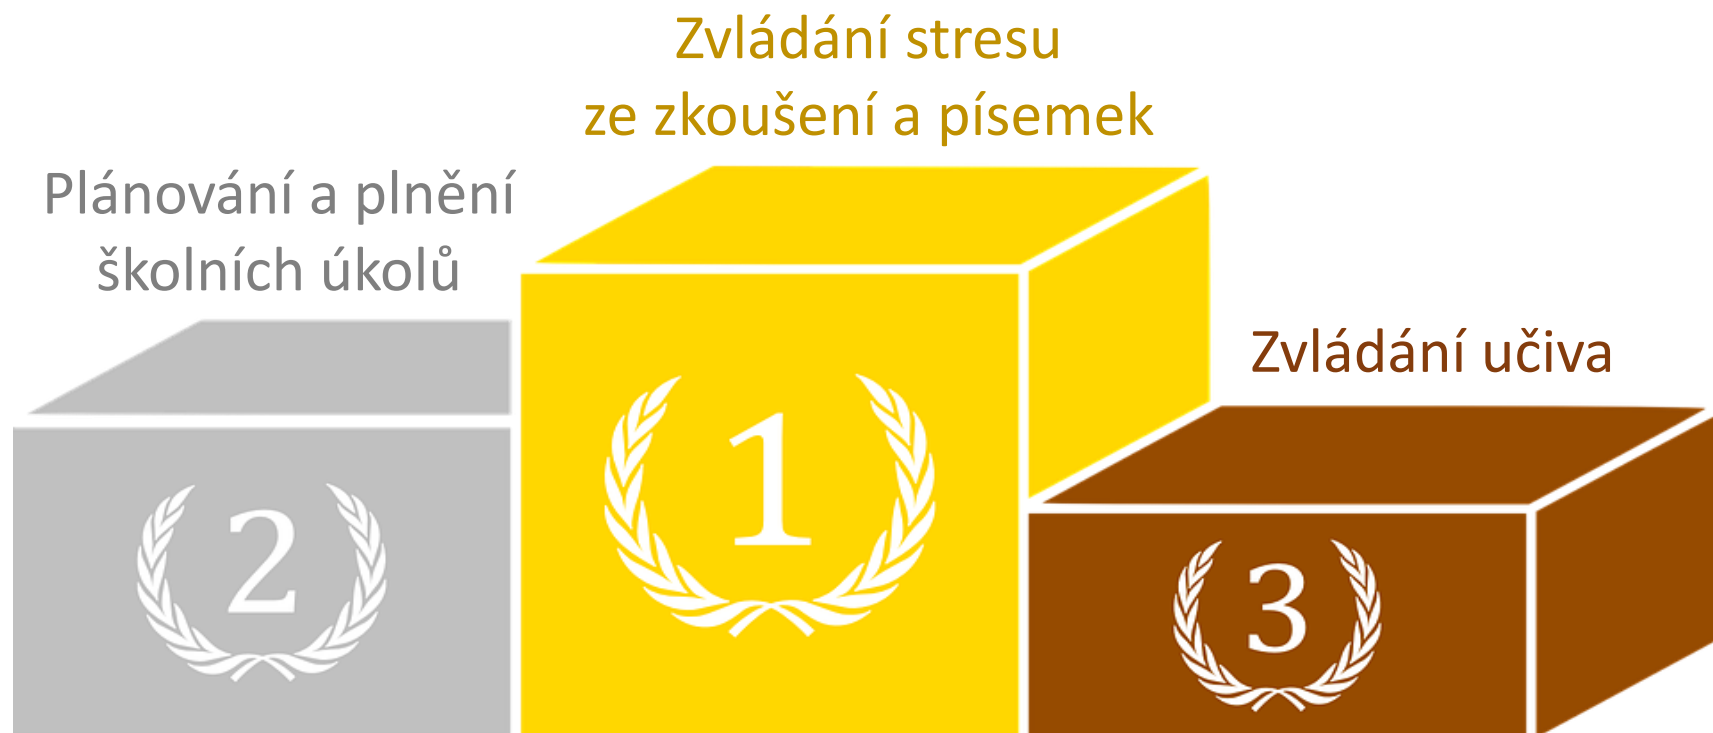 Zvládání stresu
ze zkoušení a písemek
Plánování a plnění
školních úkolů
Zvládání učiva
1
2
3